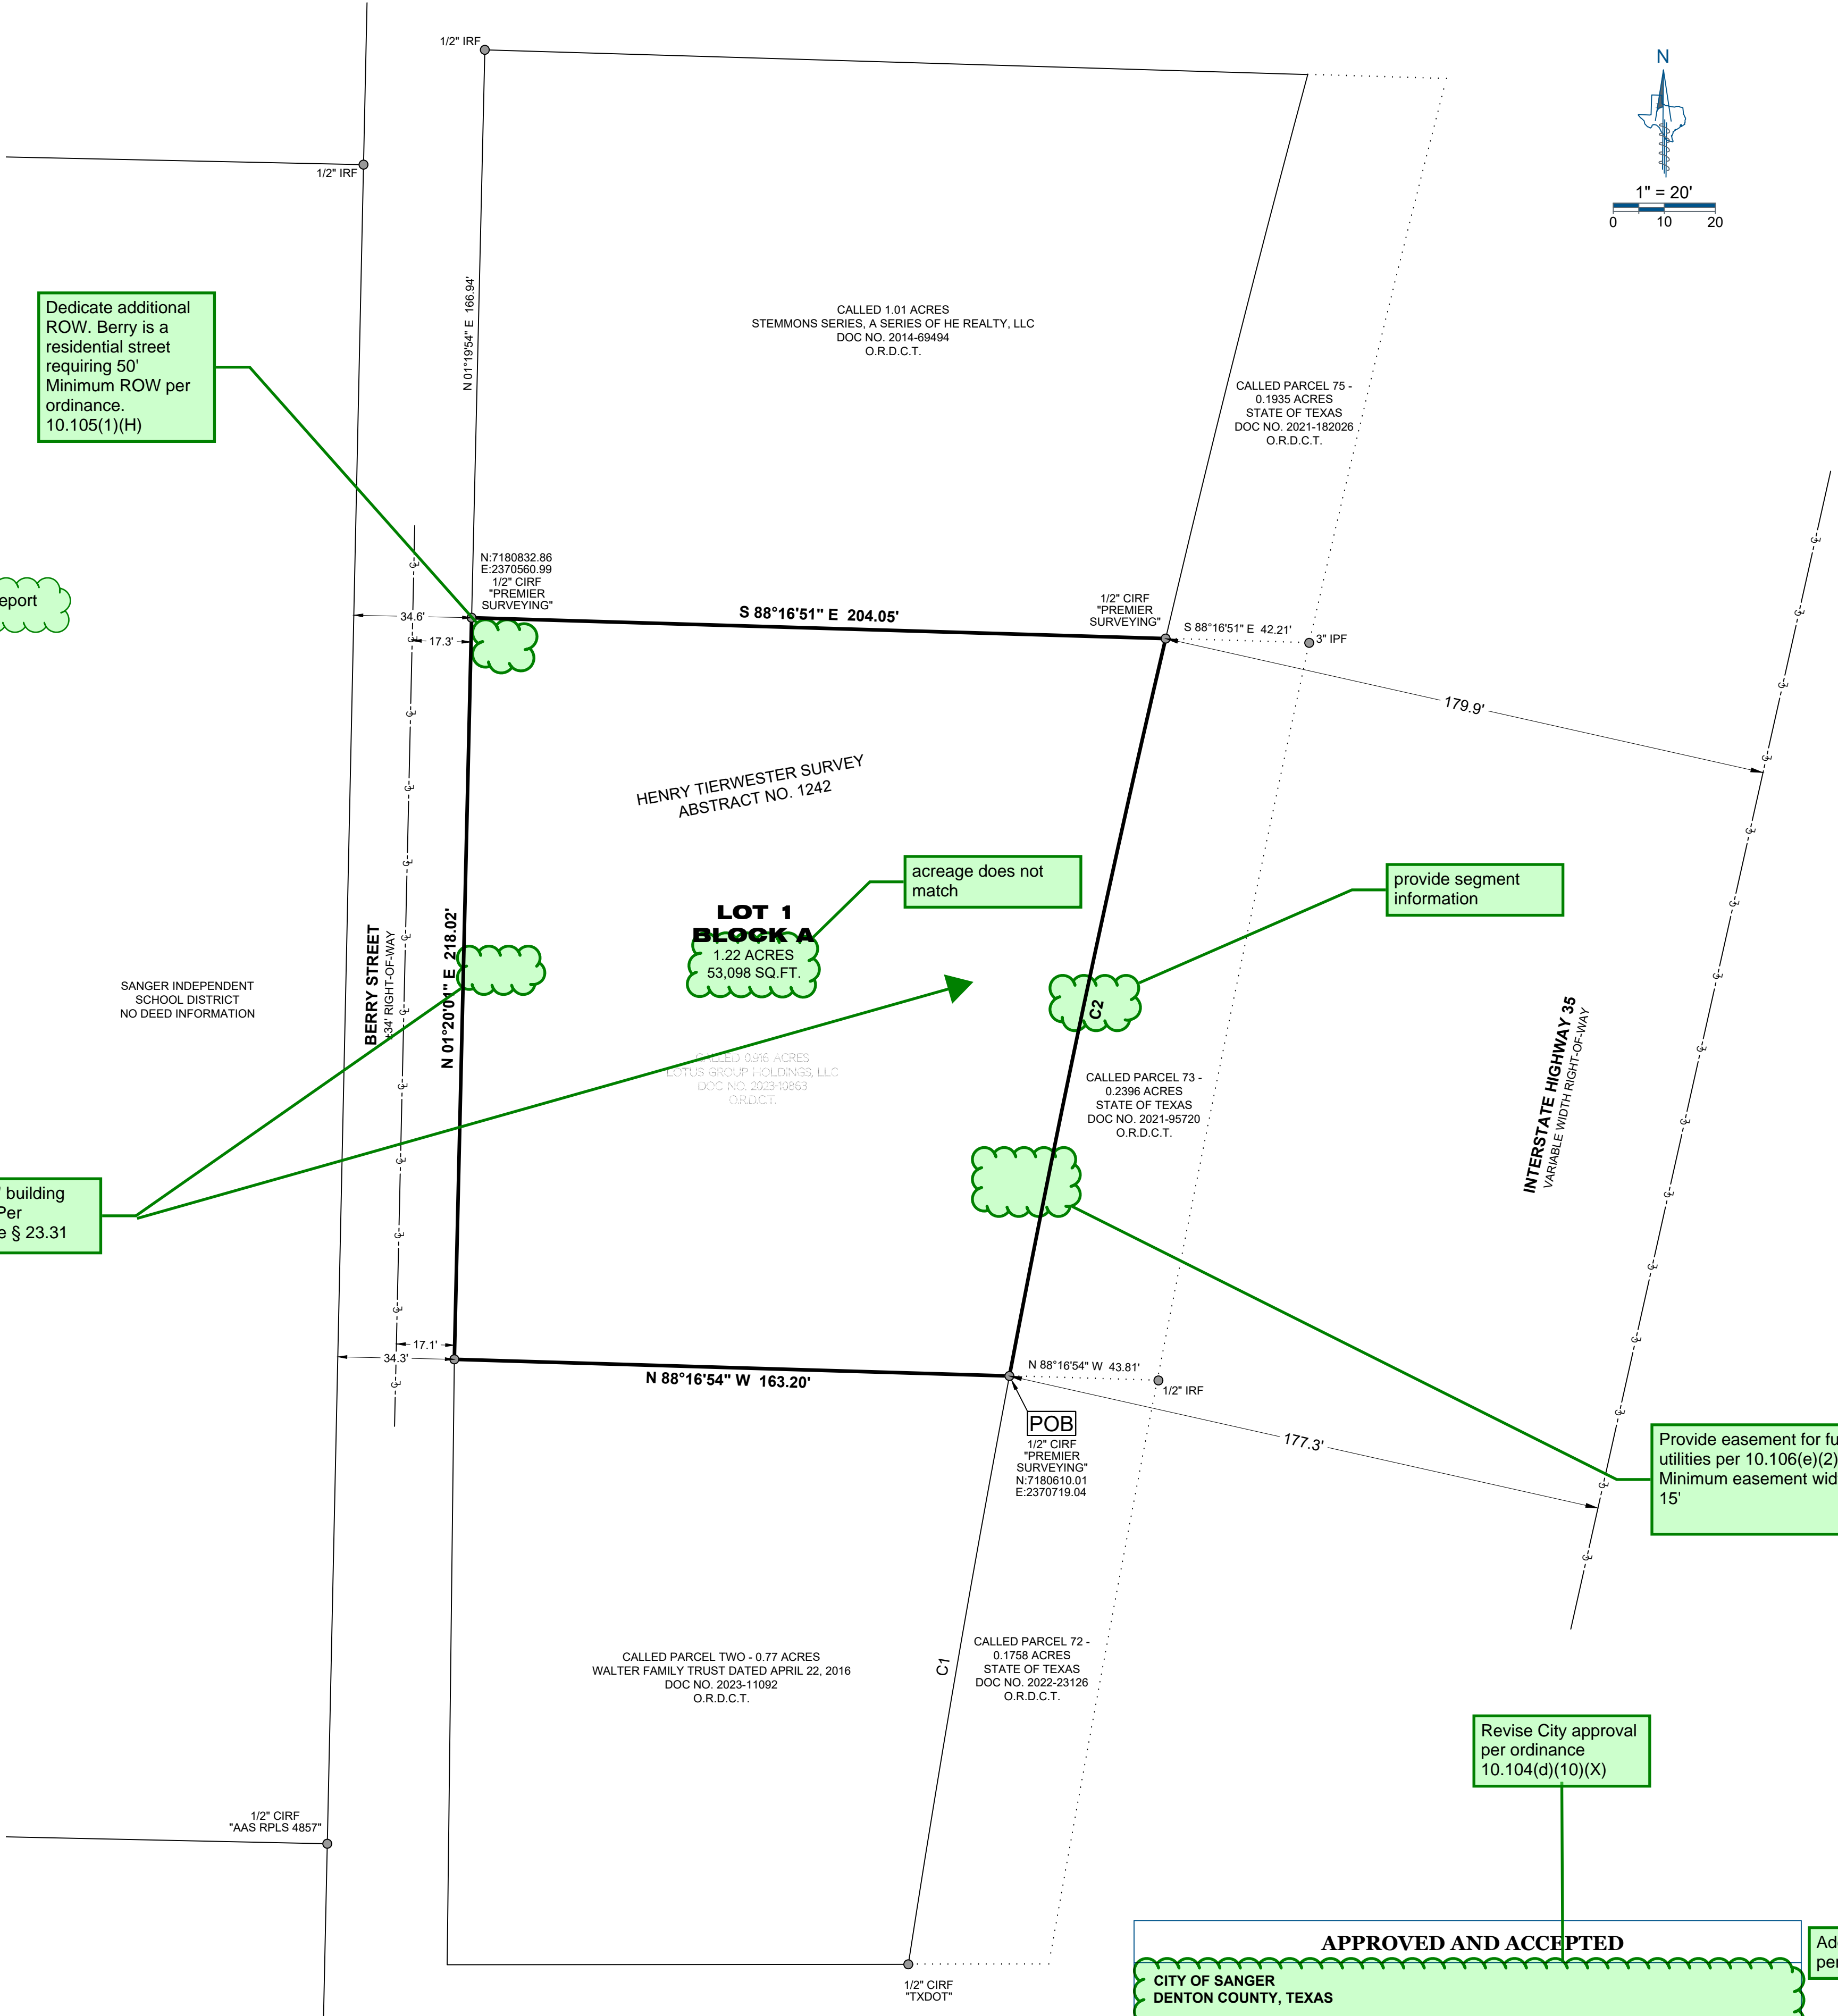 1/2" IRF
N
1" = 20'
0 10 20
1/2" IRF
N 01°19'54" E 166.94'
Dedicate additional
ROW. Berry is a
residential street
requiring 50'
Minimum ROW per
ordinance.
10.105(1)(H)
CALLED 1.01 ACRES
STEMMONS SERIES, A SERIES OF HE REALTY, LLC
DOC NO. 2014-69494
O.R.D.C.T.
CALLED PARCEL 75 -
0.1935 ACRES
STATE OF TEXAS
DOC NO. 2021-182026
O.R.D.C.T.
N:7180832.86
E:2370560.99
1/2" CIRF
"PREMIER
SURVEYING"
eport
34.6'
17.3'
S 88°16'51" E 204.05'
1/2" CIRF
"PREMIER
SURVEYING"
S 88°16'51" E 42.21'
3" IPF
179.9'
HENRY TIERWESTER SURVEY
ABSTRACT NO. 1242
acreage does not
match
provide segment
information
LOT 1
BLOCK A
1.22 ACRES
53,098 SQ.FT.
SANGER INDEPENDENT
SCHOOL DISTRICT
NO DEED INFORMATION
BERRY STREET
±34' RIGHT-OF-WAY
N 01°20'01" E 218.02'
C2
CALLED 0.916 ACRES
LOTUS GROUP HOLDINGS, LLC
DOC NO. 2023-10863
O.R.D.C.T.
CALLED PARCEL 73 -
0.2396 ACRES
STATE OF TEXAS
DOC NO. 2021-95720
O.R.D.C.T.
INTERSTATE HIGHWAY 35
VARIABLE WIDTH RIGHT-OF-WAY
' building
Per
e § 23.31
17.1'
34.3'
N 88°16'54" W 163.20'
N 88°16'54" W 43.81'
1/2" IRF
POB
1/2" CIRF
"PREMIER
SURVEYING"
N:7180610.01
E:2370719.04
177.3'
Provide easement for fu
utilities per 10.106(e)(2)
Minimum easement wid
15'
CALLED PARCEL TWO - 0.77 ACRES
WALTER FAMILY TRUST DATED APRIL 22, 2016
DOC NO. 2023-11092
O.R.D.C.T.
C1
CALLED PARCEL 72 -
0.1758 ACRES
STATE OF TEXAS
DOC NO. 2022-23126
O.R.D.C.T.
Revise City approval
per ordinance
10.104(d)(10)(X)
1/2" CIRF
"AAS RPLS 4857"
1/2" CIRF
"TXDOT"
APPROVED AND ACCEPTED
CITY OF SANGER
DENTON COUNTY, TEXAS
Ad
per